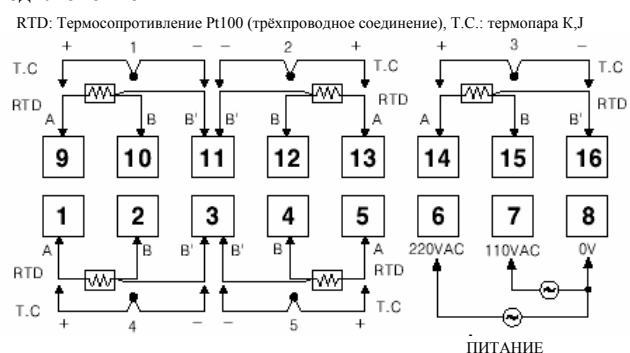 RTD: Термосопротивление Pt100 (трёхпроводное соединение), Т.С.: термопара K,J
+ 1 − − 2 + + 3 −
T.C T.C T.C
RTD RTD RTD
A B B' B' B A A B B'
9 10 11 12 13 14 15 16
1 2 3 4 5 6 7 8
A B B' B' B A 220VAC 110VAC 0V
RTD RTD
T.C T.C
+ 4 − − 5 +
ПИТАНИЕ